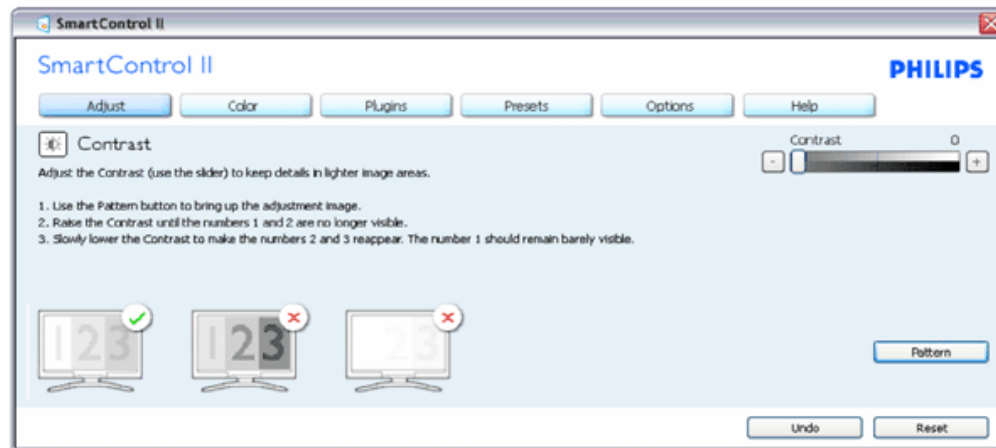 SmartControl II
SmartControl II
PHILIPS
Adjust
Color
Plugins
Presets
Options
Help
Contrast
Contrast 0
- +
Adjust the Contrast (use the slider) to keep details in lighter image areas.
1. Use the Pattern button to bring up the adjustment image.
2. Raise the Contrast until the numbers 1 and 2 are no longer visible.
3. Slowly lower the Contrast to make the numbers 2 and 3 reappear. The number 1 should remain barely visible.
123
123
23
Pattern
Undo
Reset